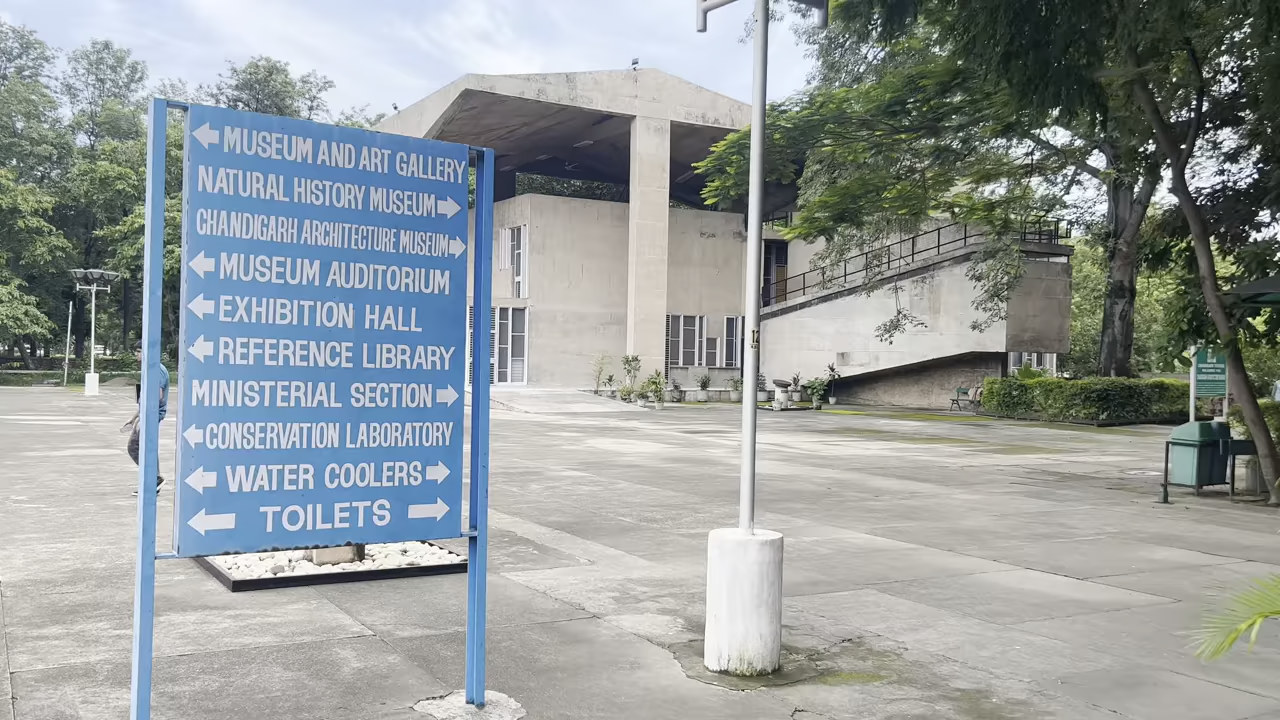 ← MUSEUM AND ART GALLERY
NATURAL HISTORY MUSEUM →
CHANDIGARH ARCHITECTURE MUSEUM →
← MUSEUM AUDITORIUM
← EXHIBITION HALL
← REFERENCE LIBRARY
MINISTERIAL SECTION →
← CONSERVATION LABORATORY
← WATER COOLERS →
← TOILETS →
12